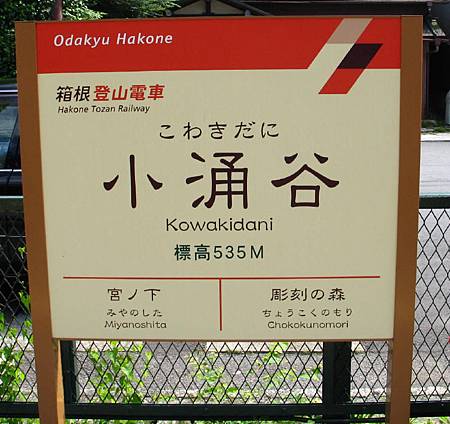 Odakyu Hakone
箱根登山電車
Hakone Tozan Railway
こわきだに
小涌谷
Kowakidani
標高535M
宮ノ下
みやのした
Miyanoshita
彫刻の森
ちょうこくのもり
Chokokunomori